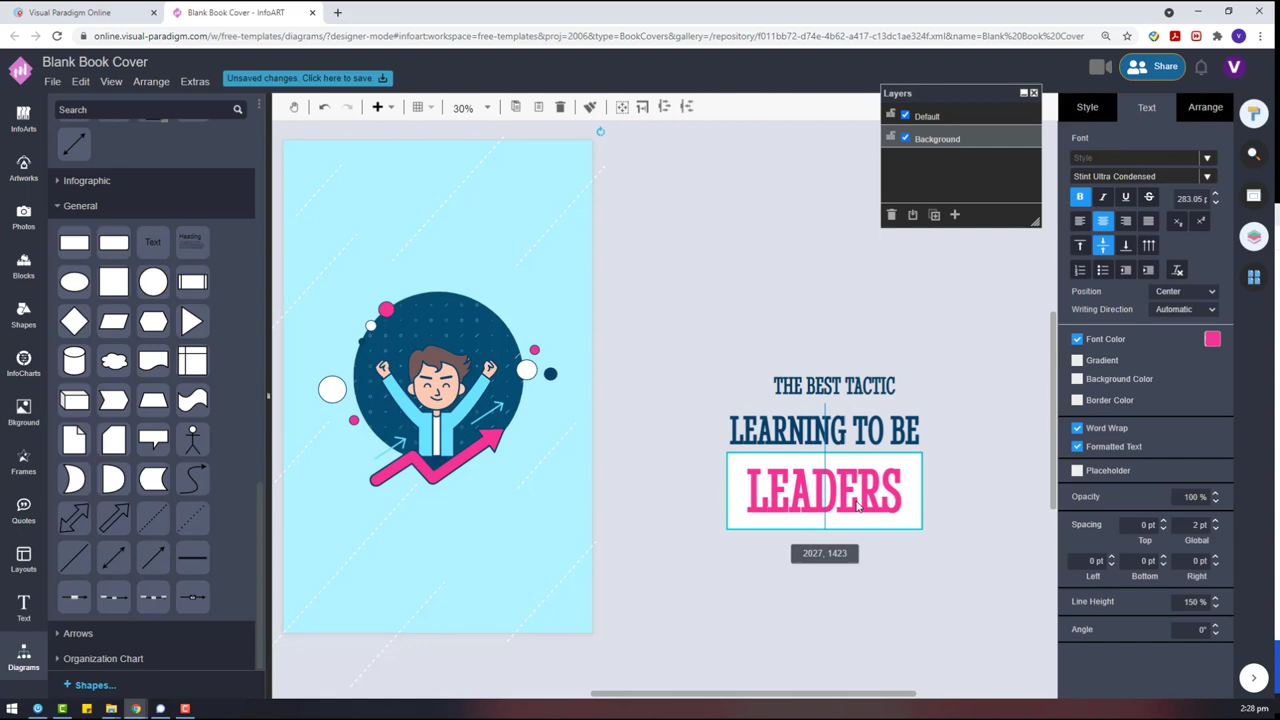 Visual Paradigm Online
Blank Book Cover - InfoART
online.visual-paradigm.com/w/free-templates/diagrams/?designer-mode#infoart:workspace=free-templates&proj=2006&type=BookCovers&gallery=/repository/f011bb72-d74e-4b62-a417-c13dc1ae324f.xml&name=Blank%20Book%20Cover
Blank Book Cover
File
Edit
View
Arrange
Extras
Unsaved changes. Click here to save.
Share
V
Search
30%
Layers
Default
Background
Style
Text
Arrange
InfoArts
Artworks
Photos
Blocks
Shapes
InfoCharts
Bkground
Frames
Quotes
Layouts
Text
Diagrams
Infographic
General
Text
Heading
Arrows
Organization Chart
+ Shapes...
THE BEST TACTIC
LEARNING TO BE
LEADERS
2027, 1423
Font
Style
Stint Ultra Condensed
B I U S
283.05 p
Position
Center
Writing Direction
Automatic
Font Color
Gradient
Background Color
Border Color
Word Wrap
Formatted Text
Placeholder
Opacity
100 %
Spacing
0 pt
2 pt
Top
Global
0 pt
0 pt
0 pt
Left
Bottom
Right
Line Height
150 %
Angle
0°
2:28 pm